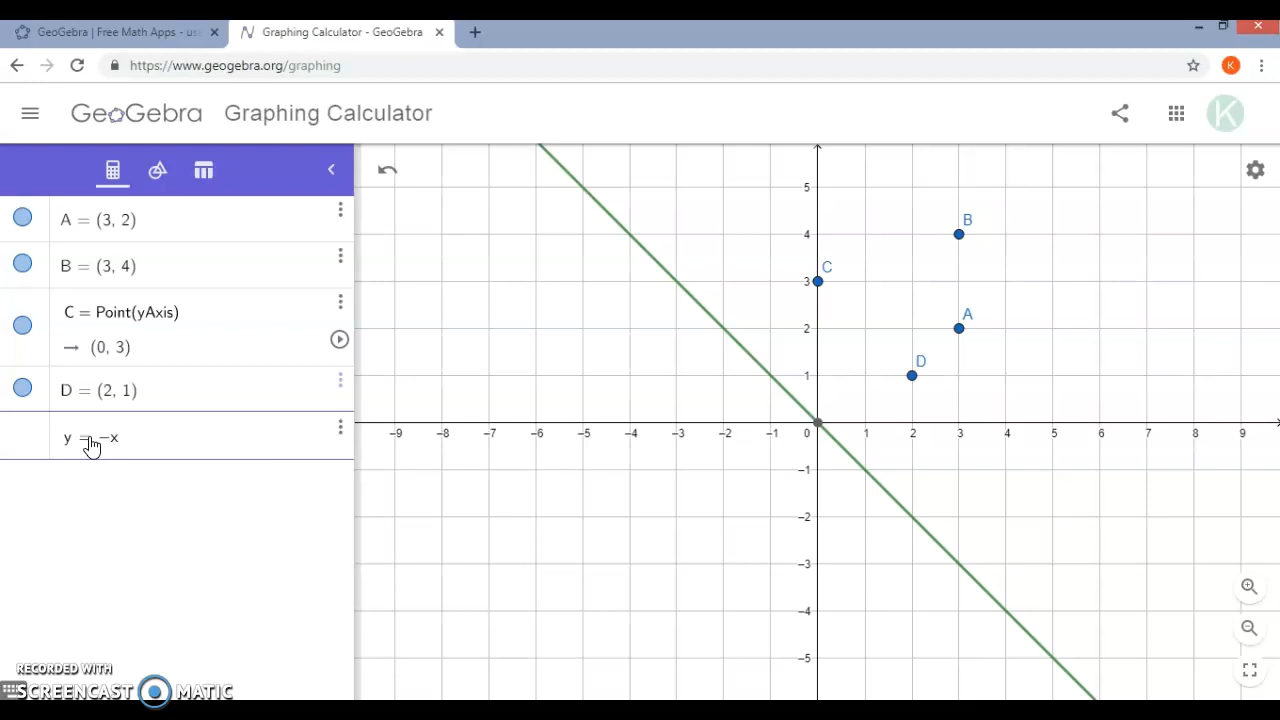 GeoGebra | Free Math Apps - us
Graphing Calculator - GeoGebra
https://www.geogebra.org/graphing
K
GeoGebra Graphing Calculator
K
A = (3, 2)
B = (3, 4)
C = Point(yAxis)
→ (0, 3)
D = (2, 1)
y = −x
5
B
4
C
3
A
2
D
1
−9 −8 −7 −6 −5 −4 −3 −2 −1 0 1 2 3 4 5 6 7 8 9
−1
−2
−3
−4
−5
RECORDED WITH
SCREENCAST MATIC